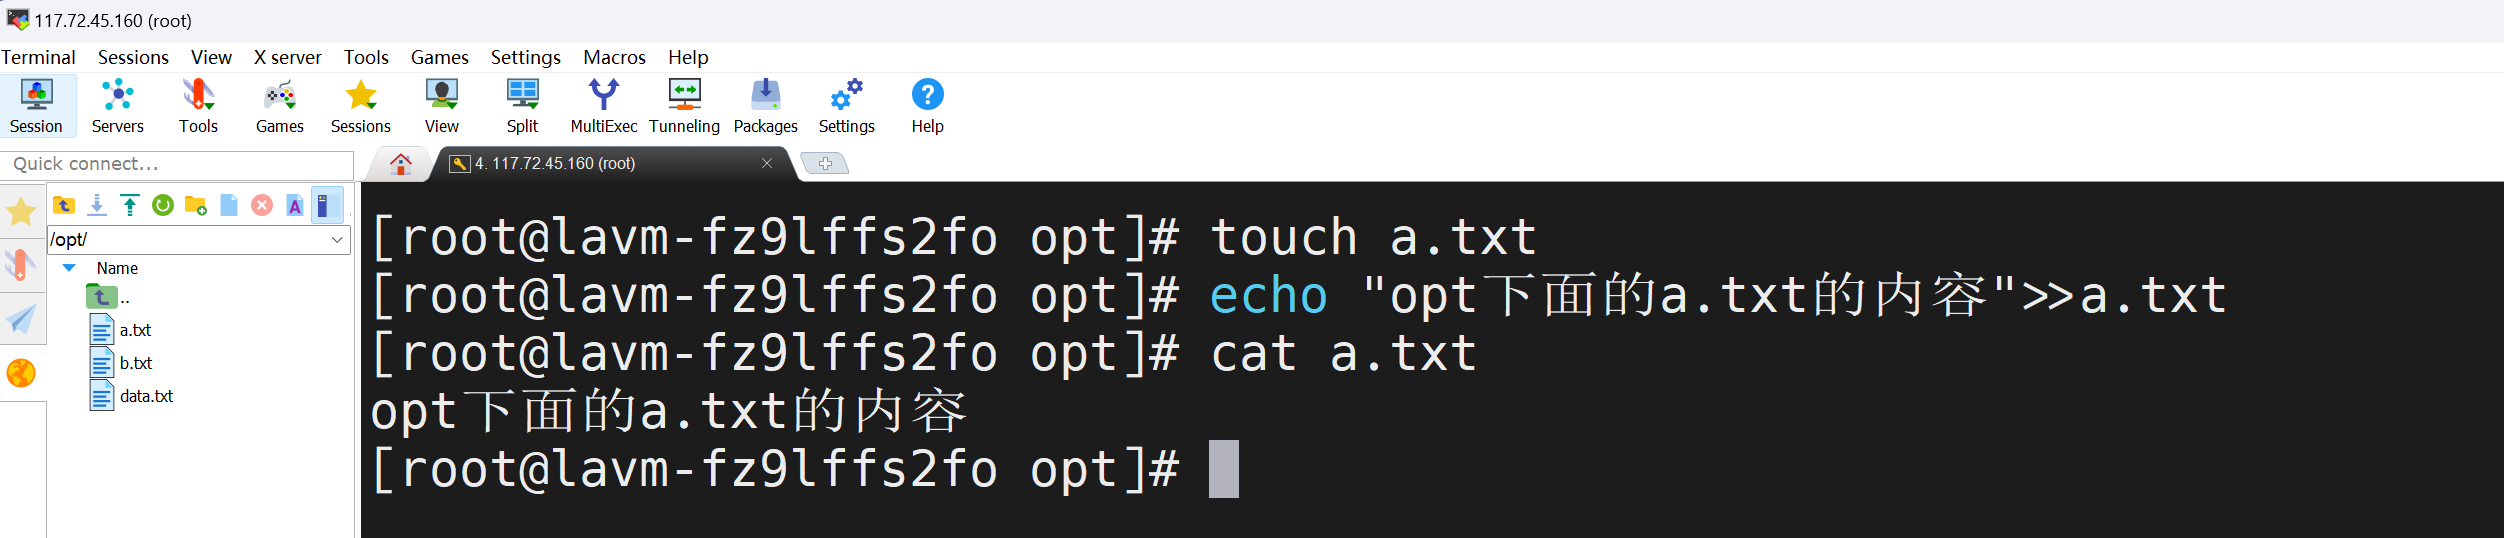 117.72.45.160 (root)
Terminal Sessions View X server Tools Games Settings Macros Help
Session Servers Tools Games Sessions View Split MultiExec Tunneling Packages Settings Help
Quick connect...
4. 117.72.45.160 (root)
/opt/
Name
..
a.txt
b.txt
data.txt
[root@lavm-fz9lffs2fo opt]# touch a.txt
[root@lavm-fz9lffs2fo opt]# echo "opt下面的a.txt的内容">>a.txt
[root@lavm-fz9lffs2fo opt]# cat a.txt
opt下面的a.txt的内容
[root@lavm-fz9lffs2fo opt]#